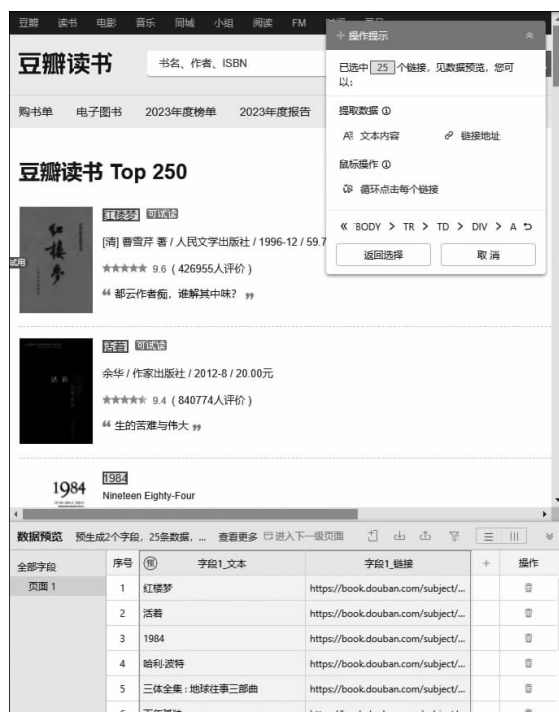 豆瓣 读书 电影 音乐 同城 小组 阅读 FM
豆瓣读书
书名、作者、ISBN
购书单 电子图书 2023年度榜单 2023年度报告
豆瓣读书 Top 250
红楼梦
红楼梦 可试读
[清] 曹雪芹 著 / 人民文学出版社 / 1996-12 / 59.7
试用
★★★★★ 9.6 ( 426955人评价 )
“ 都云作者痴，谁解其中味？ ”
活着
活着 可试读
余华 / 作家出版社 / 2012-8 / 20.00元
★★★★★ 9.4 ( 840774人评价 )
“ 生的苦难与伟大 ”
1984
1984
Nineteen Eighty-Four
操作提示
已选中 25 个链接，见数据预览，您可
以：
提取数据
文本内容 链接地址
鼠标操作
循环点击每个链接
« BODY > TR > TD > DIV > A
返回选择 取消
数据预览 预生成2个字段，25条数据，... 查看更多 进入下一级页面
全部字段 序号 预 字段1_文本 字段1_链接 + 操作
页面 1
1 红楼梦 https://book.douban.com/subject/...
2 活着 https://book.douban.com/subject/...
3 1984 https://book.douban.com/subject/...
4 哈利·波特 https://book.douban.com/subject/...
5 三体全集 : 地球往事三部曲 https://book.douban.com/subject/...